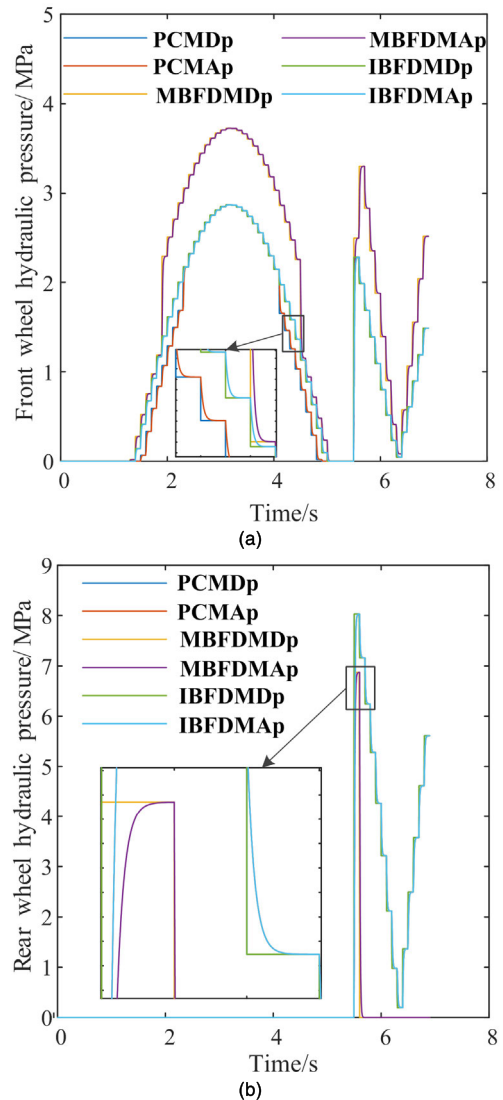 5
4
3
2
1
0
Front wheel hydraulic pressure/ MPa
PCMDp
MBFDMAp
PCMAp
IBFDMDp
MBFDMDp
IBFDMAp
0 2 4 6 8
Time/s
(a)
10
9
8
7
6
5
4
3
2
1
0
Rear wheel hydraulic pressure/ MPa
PCMDp
PCMAp
MBFDMDp
MBFDMAp
IBFDMDp
IBFDMAp
0 2 4 6 8
Time/s
(b)